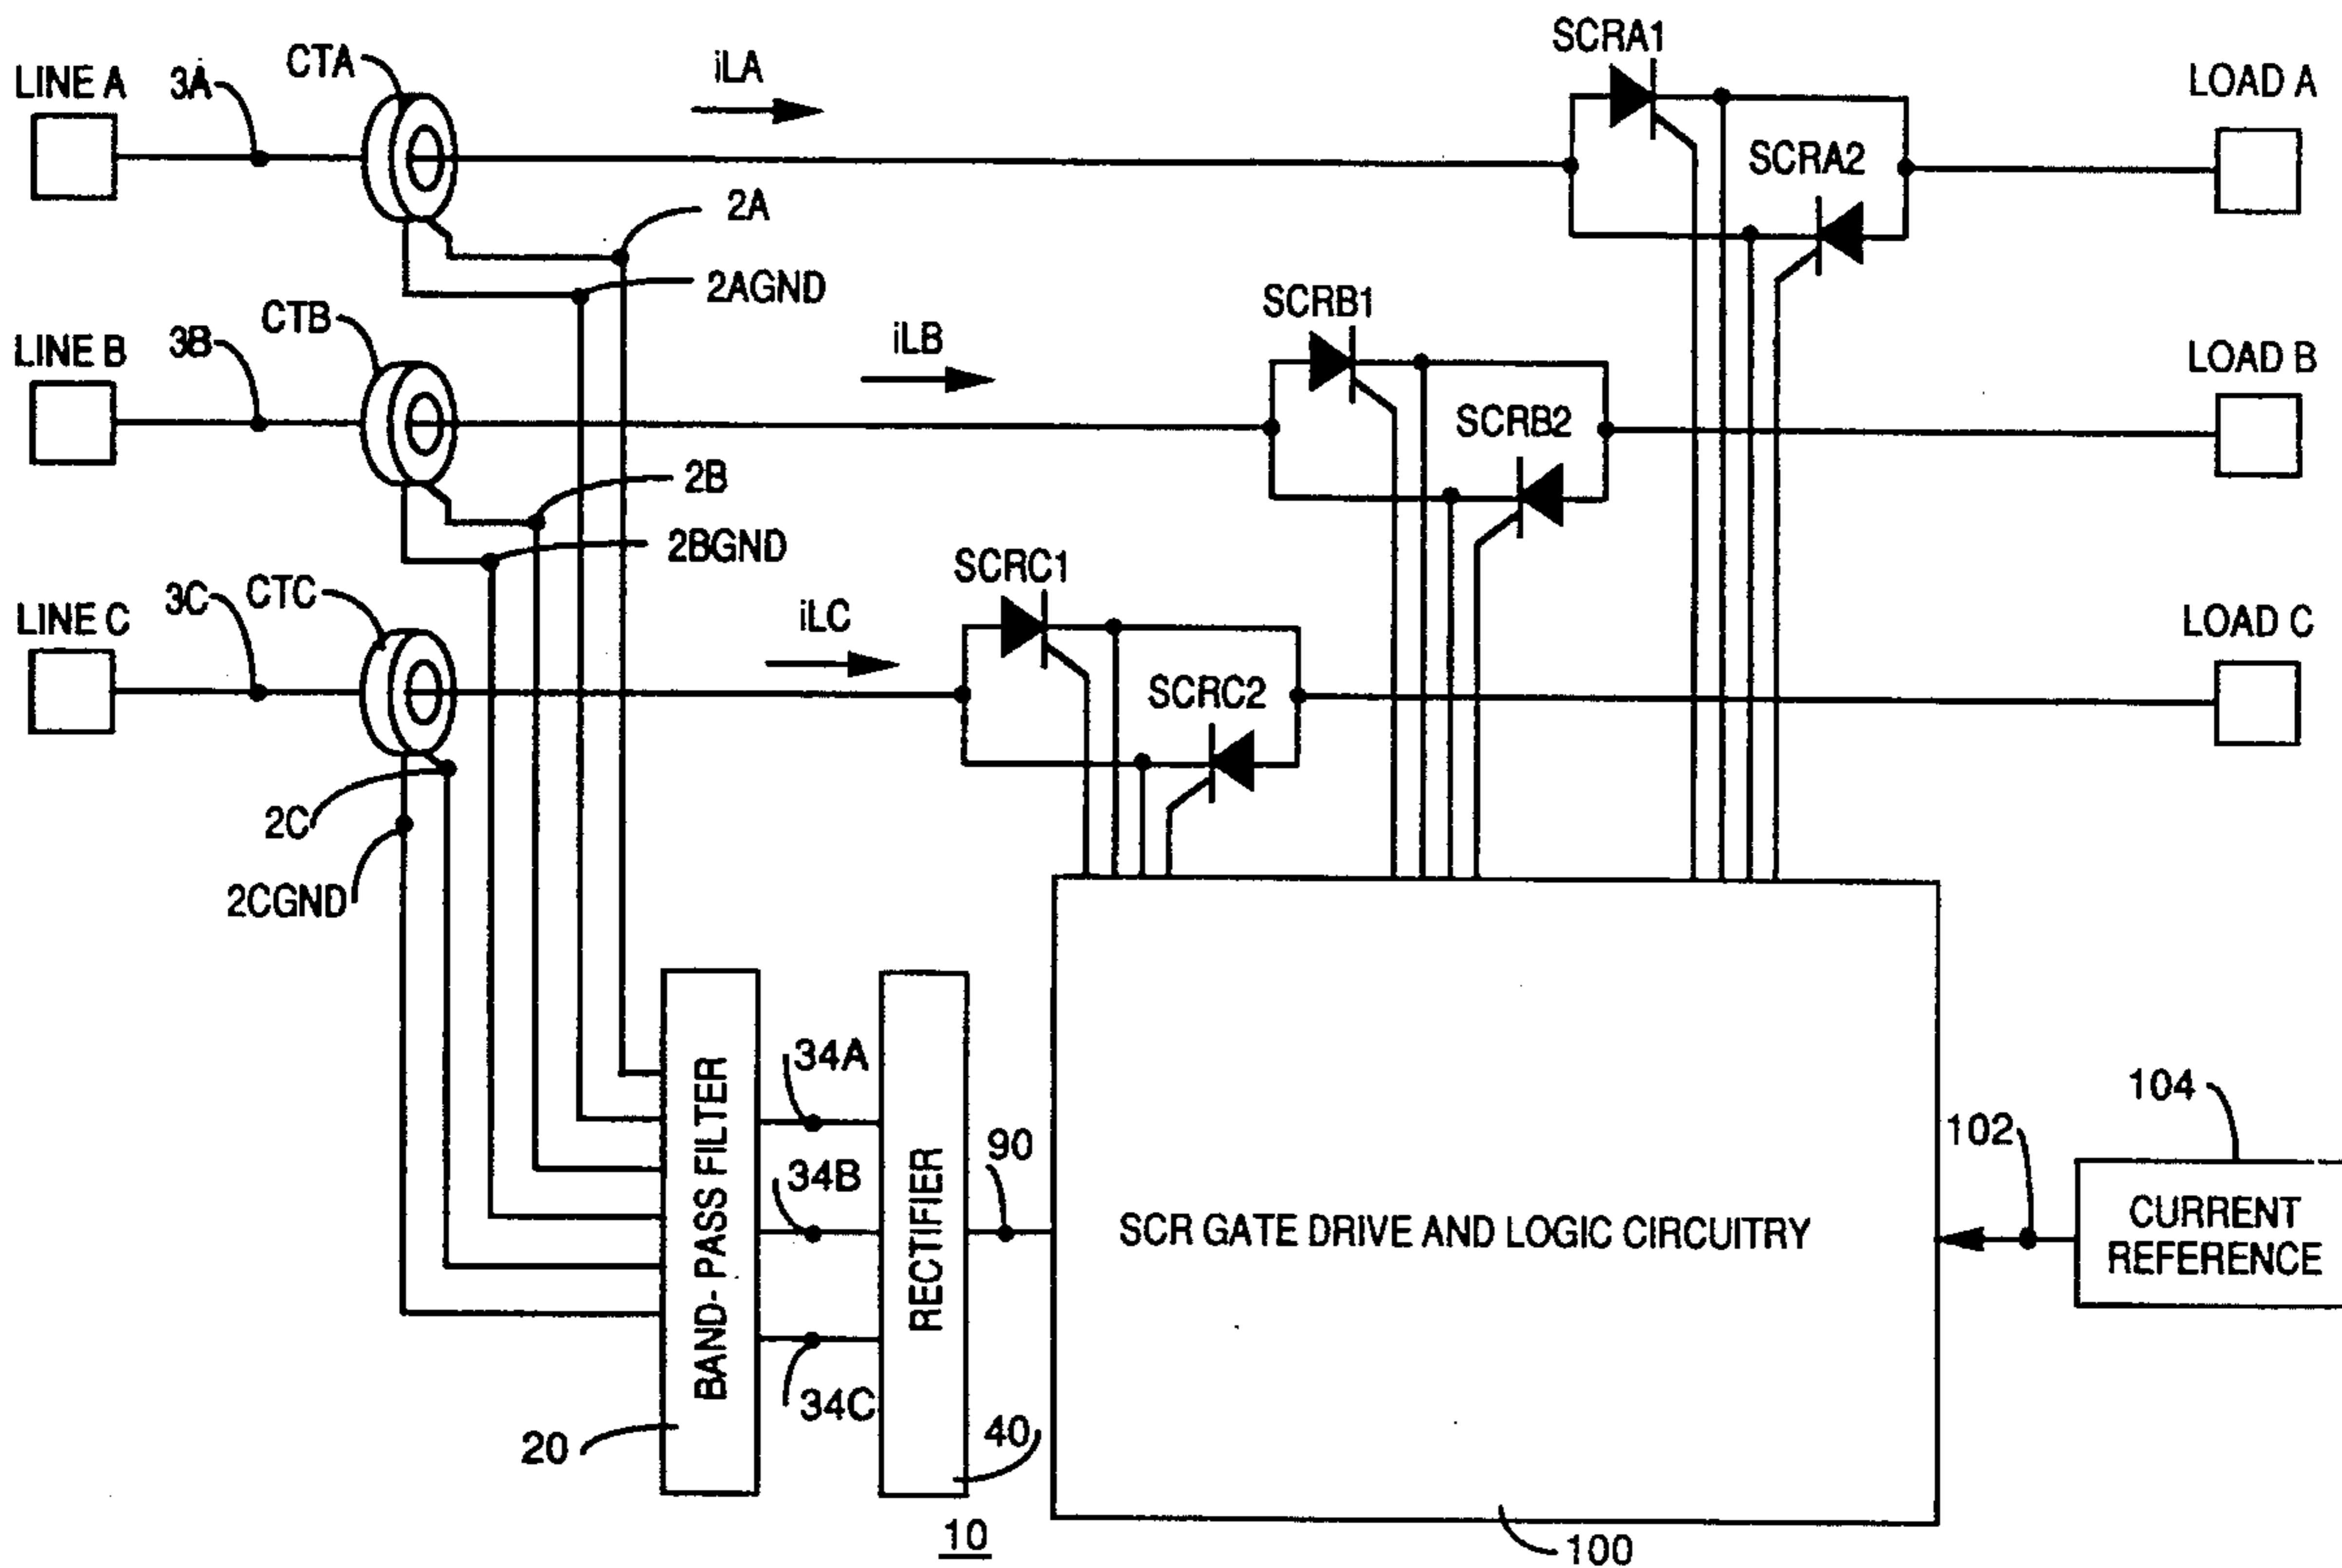 SCRA1
CTA
iLA
LINE A
3A
LOAD A
SCRA2
2A
2AGND
SCRB1
CTB
iLB
LINE B
3B
LOAD B
SCRB2
2B
2BGND
SCRC1
CTC
iLC
LINE C
3C
LOAD C
SCRC2
2C
2CGND
34A
104
90
102
34B
BAND-PASS FILTER
RECTIFIER
SCR GATE DRIVE AND LOGIC CIRCUITRY
CURRENT
REFERENCE
34C
20
40
10
100